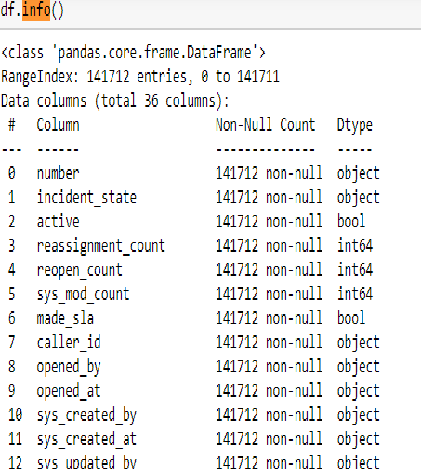 df.info()
<class 'pandas.core.frame.DataFrame'>
RangeIndex: 141712 entries, 0 to 141711
Data columns (total 36 columns):
 #   Column               Non-Null Count   Dtype
---  ------               --------------   -----
 0   number               141712 non-null  object
 1   incident_state       141712 non-null  object
 2   active               141712 non-null  bool
 3   reassignment_count   141712 non-null  int64
 4   reopen_count         141712 non-null  int64
 5   sys_mod_count        141712 non-null  int64
 6   made_sla             141712 non-null  bool
 7   caller_id            141712 non-null  object
 8   opened_by            141712 non-null  object
 9   opened_at            141712 non-null  object
 10  sys_created_by       141712 non-null  object
 11  sys_created_at       141712 non-null  object
 12  sys_updated_by       141712 non-null  object